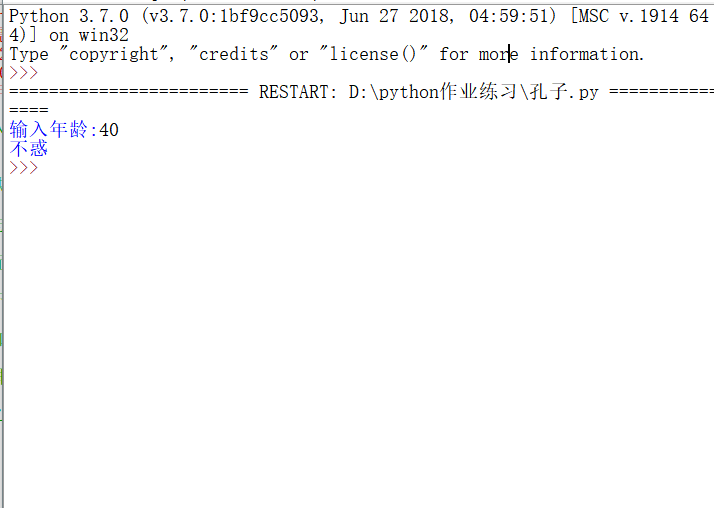 Python 3.7.0 (v3.7.0:1bf9cc5093, Jun 27 2018, 04:59:51) [MSC v.1914 64
4)] on win32
Type "copyright", "credits" or "license()" for more information.
>>>
======================== RESTART: D:\python作业练习\孔子.py ===========
====
输入年龄:40
不惑
>>>